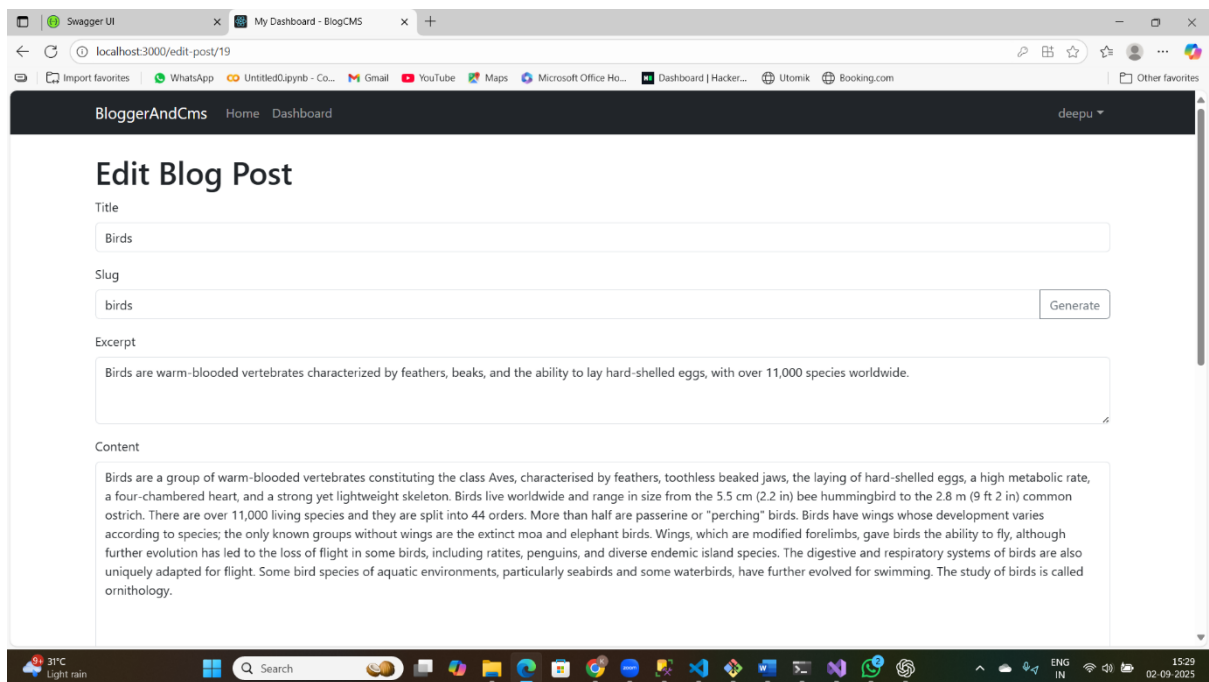 Swagger UI
My Dashboard - BlogCMS
localhost:3000/edit-post/19
Import favorites WhatsApp Untitled0.ipynb - Co... Gmail YouTube Maps Microsoft Office Ho... Dashboard | Hacker... Utomik Booking.com Other favorites
BloggerAndCms Home Dashboard deepu
Edit Blog Post
Title
Birds
Slug
birds Generate
Excerpt
Birds are warm-blooded vertebrates characterized by feathers, beaks, and the ability to lay hard-shelled eggs, with over 11,000 species worldwide.
Content
Birds are a group of warm-blooded vertebrates constituting the class Aves, characterised by feathers, toothless beaked jaws, the laying of hard-shelled eggs, a high metabolic rate,
a four-chambered heart, and a strong yet lightweight skeleton. Birds live worldwide and range in size from the 5.5 cm (2.2 in) bee hummingbird to the 2.8 m (9 ft 2 in) common
ostrich. There are over 11,000 living species and they are split into 44 orders. More than half are passerine or "perching" birds. Birds have wings whose development varies
according to species; the only known groups without wings are the extinct moa and elephant birds. Wings, which are modified forelimbs, gave birds the ability to fly, although
further evolution has led to the loss of flight in some birds, including ratites, penguins, and diverse endemic island species. The digestive and respiratory systems of birds are also
uniquely adapted for flight. Some bird species of aquatic environments, particularly seabirds and some waterbirds, have further evolved for swimming. The study of birds is called
ornithology.
9+ 31°C
Light rain
Search
2
ENG
IN
15:29
02-09-2025